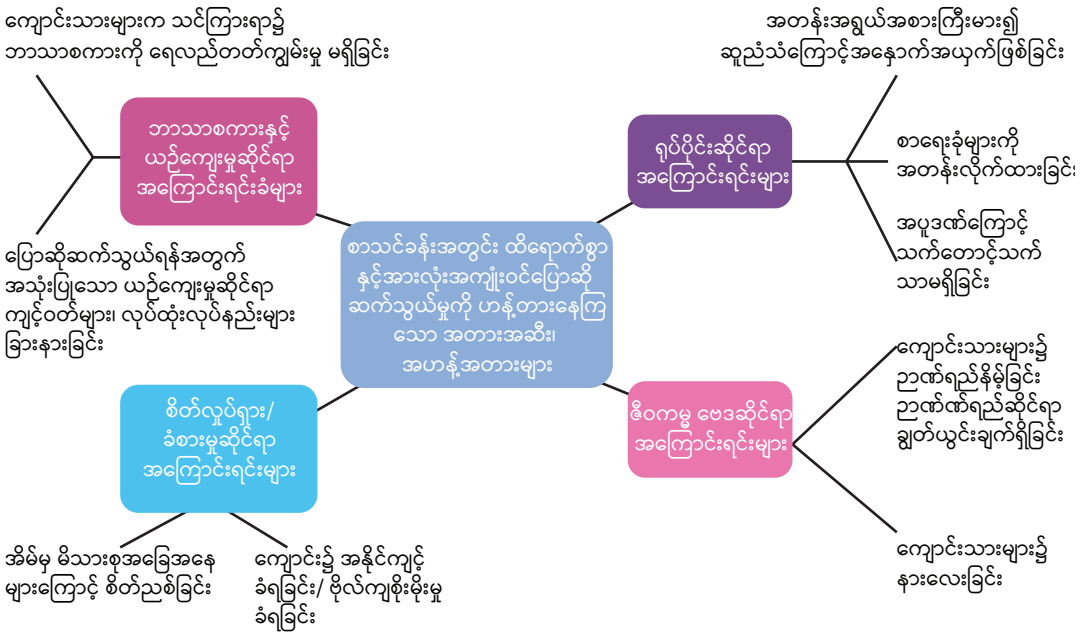 ကျောင်းသားများက သင်ကြားရာ၌
ဘာသာစကားကို ရေလည်တတ်ကျွမ်းမှု မရှိခြင်း
ဘာသာစကားနှင့်
ယဉ်ကျေးမှုဆိုင်ရာ
အကြောင်းရင်းခံများ
ပြောဆိုဆက်သွယ်ရန်အတွက်
အသုံးပြုသော ယဉ်ကျေးမှုဆိုင်ရာ
ကျင့်ဝတ်များ၊ လုပ်ထုံးလုပ်နည်းများ
ခြားနားခြင်း
အတန်းအရွယ်အစားကြီးမား၍
ဆူညံသံကြောင့်အနှောက်အယှက်ဖြစ်ခြင်း
ရုပ်ပိုင်းဆိုင်ရာ
အကြောင်းရင်းများ
စာရေးခုံများကို
အတန်းလိုက်ထားခြင်း
အပူဒဏ်ကြောင့်
သက်တောင့်သက်
သာမရှိခြင်း
စာသင်ခန်းအတွင်း ထိရောက်စွာ
နှင့်အားလုံးအကျုံးဝင်ပြောဆို
ဆက်သွယ်မှုကို ဟန့်တားနေကြ
သော အတားအဆီး၊
အဟန့်အတားများ
စိတ်လှုပ်ရှား/
ခံစားမှုဆိုင်ရာ
အကြောင်းရင်းများ
အိမ်မှ မိသားစုအခြေအနေ
များကြောင့် စိတ်ညစ်ခြင်း
ကျောင်း၌ အနိုင်ကျင့်
ခံရခြင်း/ ဗိုလ်ကျစိုးမိုးမှု
ခံရခြင်း
ဇီဝကမ္မ ဗေဒဆိုင်ရာ
အကြောင်းရင်းများ
ကျောင်းသားများ၌
ဉာဏ်ရည်နိမ့်ခြင်း
ဉာဏ်ဏ်ရည်ဆိုင်ရာ
ချွတ်ယွင်းချက်ရှိခြင်း
ကျောင်းသားများ၌
နားလေးခြင်း